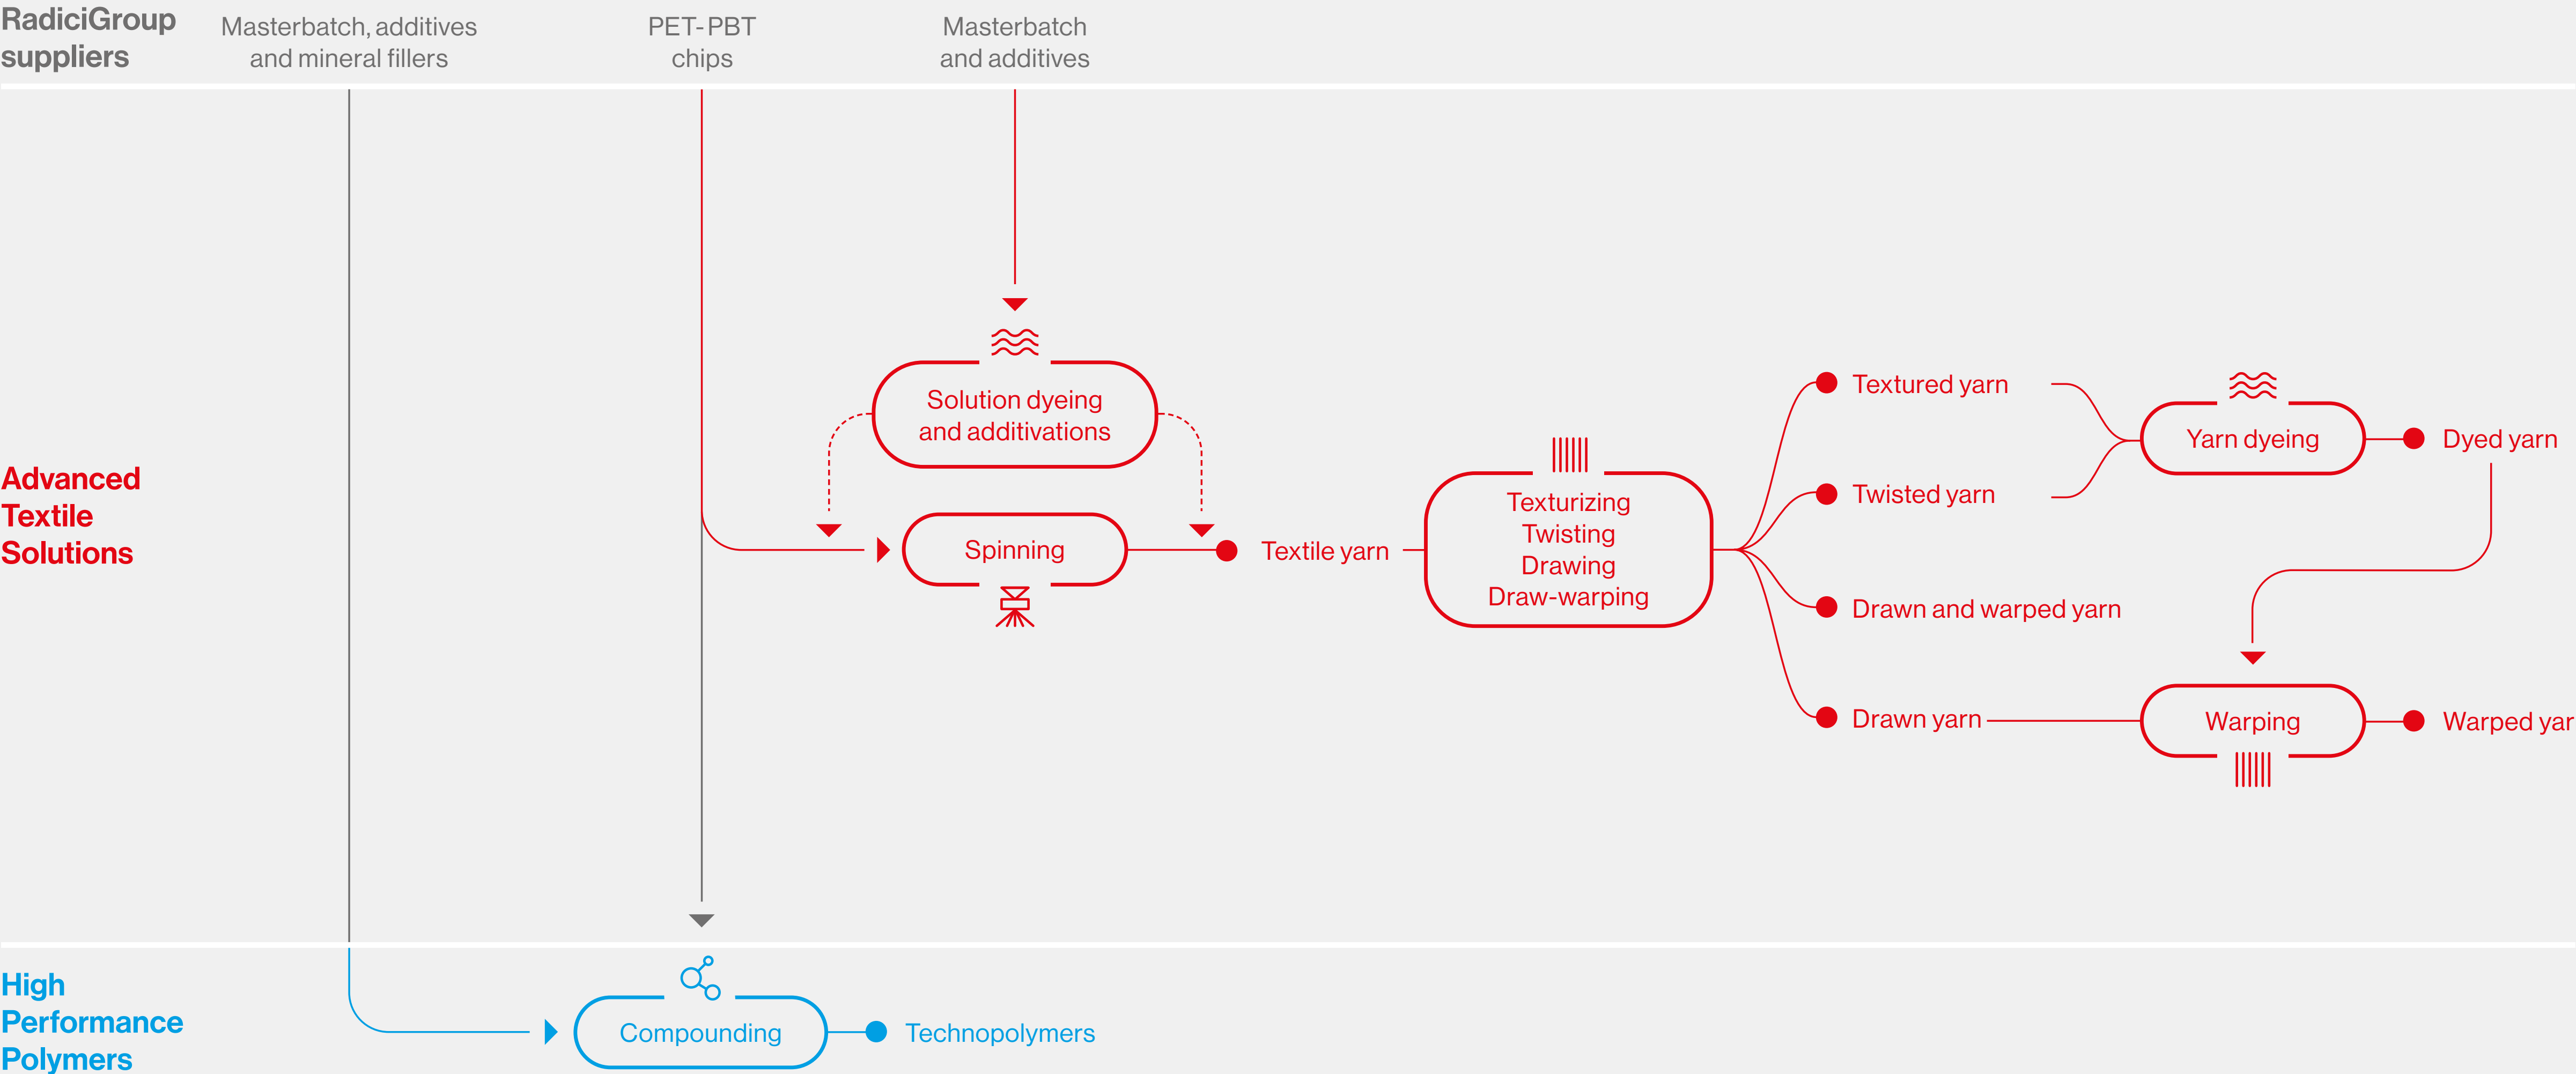 RadiciGroup
suppliers
Masterbatch, additives
and mineral fillers
PET-PBT
chips
Masterbatch
and additives
Advanced
Textile
Solutions
Solution dyeing
and additivations
Spinning
Textile yarn
Texturizing
Twisting
Drawing
Draw-warping
Textured yarn
Twisted yarn
Drawn and warped yarn
Drawn yarn
Yarn dyeing
Dyed yarn
Warping
Warped yar
High
Performance
Polymers
Compounding
Technopolymers